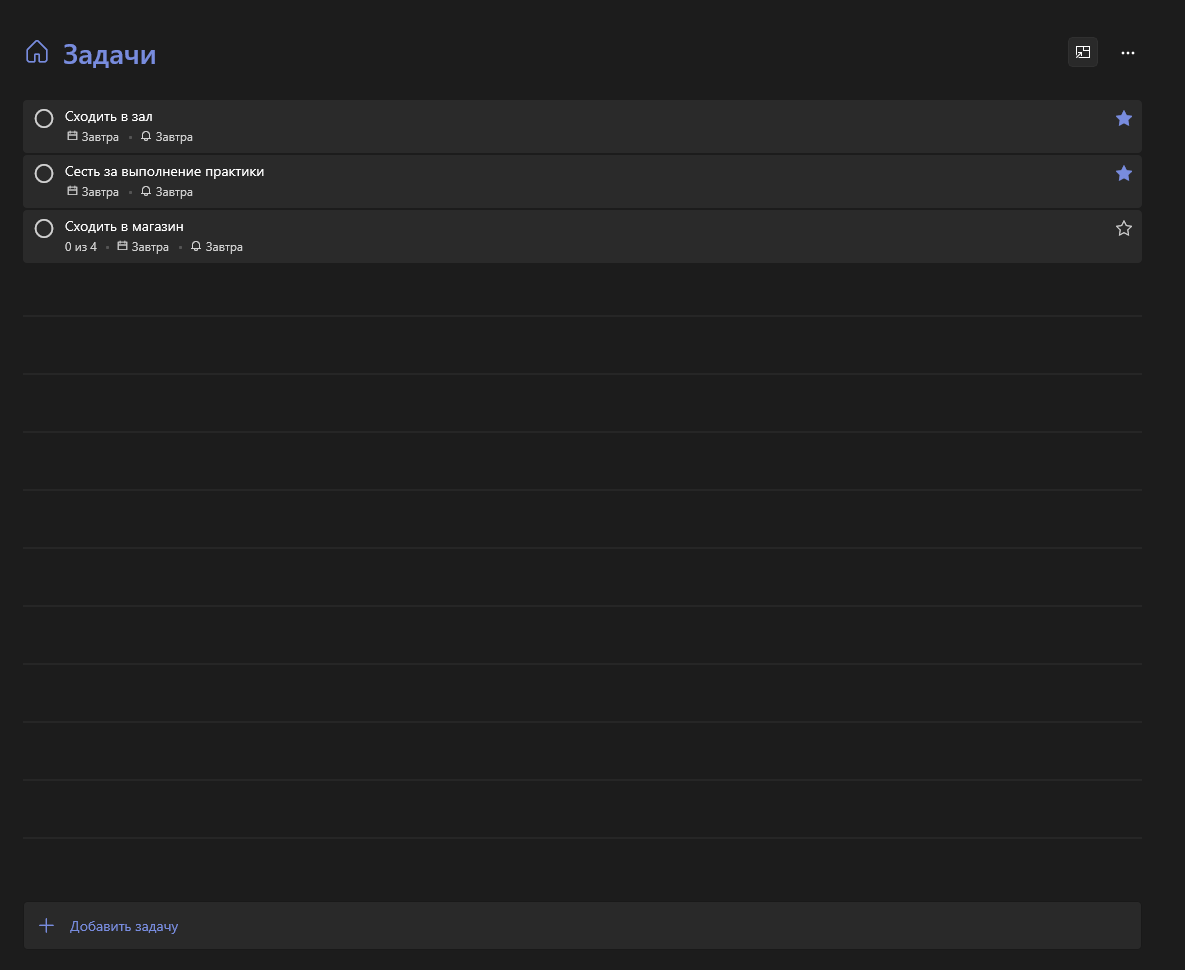 Задачи
Сходить в зал
Завтра • Завтра
Сесть за выполнение практики
Завтра • Завтра
Сходить в магазин
0 из 4 • Завтра • Завтра
Добавить задачу